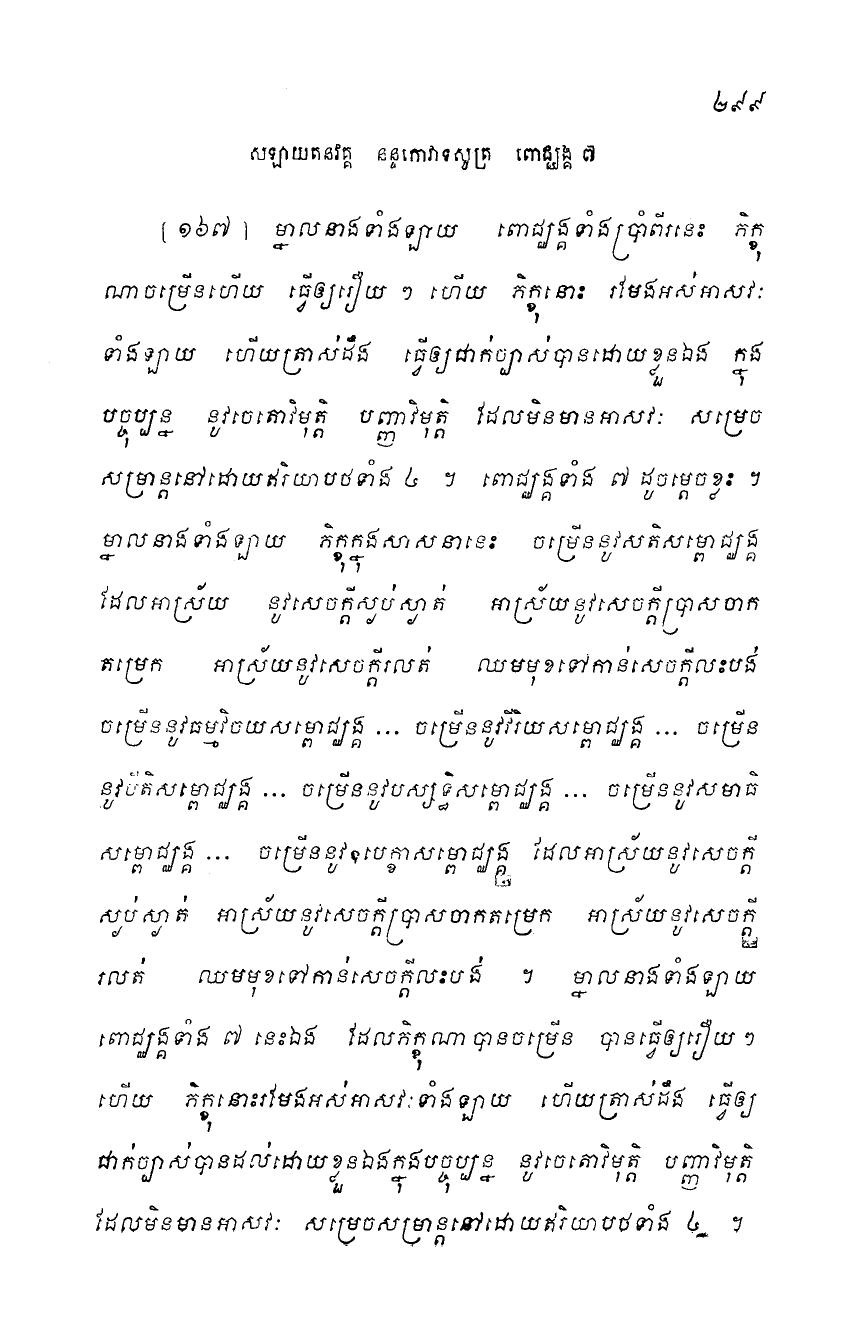 ២៩៩
សឡាយតនវគ្គ នន្ទកោវាទសូត្រ ពោជ្ឈង្គ ៧
[១៦៧] ម្នាលនាងទាំងឡាយ ពោជ្ឈង្គទាំងប្រាំពីរនេះ ភិក្ខុ
ណាចម្រើនហើយ ធ្វើឲ្យរឿយ ៗ ហើយ ភិក្ខុនោះ រមែងអស់អាសវៈ
ទាំងឡាយ ហើយត្រាស់ដឹង ធ្វើឲ្យជាក់ច្បាស់បានដោយខ្លួនឯង ក្នុង
បច្ចុប្បន្ន នូវចេតោវិមុត្តិ បញ្ញាវិមុត្តិ ដែលមិនមានអាសវៈ សម្រេច
សម្រាន្តនៅដោយឥរិយាបថទាំង ៤ ។ ពោជ្ឈង្គទាំង ៧ ដូចម្តេចខ្លះ ។
ម្នាលនាងទាំងឡាយ ភិក្ខុក្នុងសាសនានេះ ចម្រើននូវសតិសម្ពោជ្ឈង្គ
ដែលអាស្រ័យ នូវសេចក្តីស្ងប់ស្ងាត់ អាស្រ័យនូវសេចក្តីប្រាសចាក
តម្រេក អាស្រ័យនូវសេចក្តីរលត់ ឈមមុខទៅកាន់សេចក្តីលះបង់
ចម្រើននូវធម្មវិចយសម្ពោជ្ឈង្គ ... ចម្រើននូវវីរិយសម្ពោជ្ឈង្គ ... ចម្រើន
នូវបីតិសម្ពោជ្ឈង្គ ... ចម្រើននូវបស្សទ្ធិសម្ពោជ្ឈង្គ ... ចម្រើននូវសមាធិ
សម្ពោជ្ឈង្គ ... ចម្រើននូវឧបេក្ខាសម្ពោជ្ឈង្គ ដែលអាស្រ័យនូវសេចក្តី
ស្ងប់ស្ងាត់ អាស្រ័យនូវសេចក្តីប្រាសចាកតម្រេក អាស្រ័យនូវសេចក្តី
រលត់ ឈមមុខទៅកាន់សេចក្តីលះបង់ ។ ម្នាលនាងទាំងឡាយ
ពោជ្ឈង្គទាំង ៧ នេះឯង ដែលភិក្ខុណាបានចម្រើន បានធ្វើឲ្យរឿយ ៗ
ហើយ ភិក្ខុនោះរមែងអស់អាសវៈទាំងឡាយ ហើយត្រាស់ដឹង ធ្វើឲ្យ
ជាក់ច្បាស់បានដល់ដោយខ្លួនឯងក្នុងបច្ចុប្បន្ន នូវចេតោវិមុត្តិ បញ្ញាវិមុត្តិ
ដែលមិនមានអាសវៈ សម្រេចសម្រាន្តនៅដោយឥរិយាបថទាំង ៤ ។